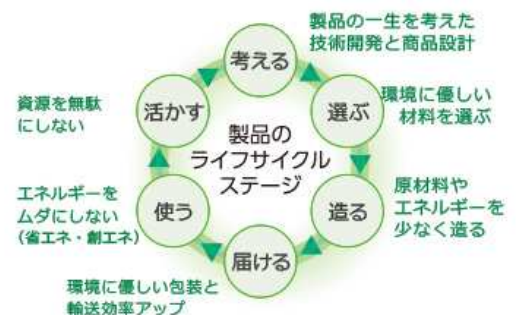 製品の一生を考えた
技術開発と商品設計
考える
環境に優しい
材料を選ぶ
選ぶ
原材料や
エネルギーを
少なく造る
造る
環境に優しい包装と
輸送効率アップ
届ける
エネルギーを
ムダにしない
(省エネ・創エネ)
使う
資源を無駄
にしない
活かす
製品の
ライフサイクル
ステージ